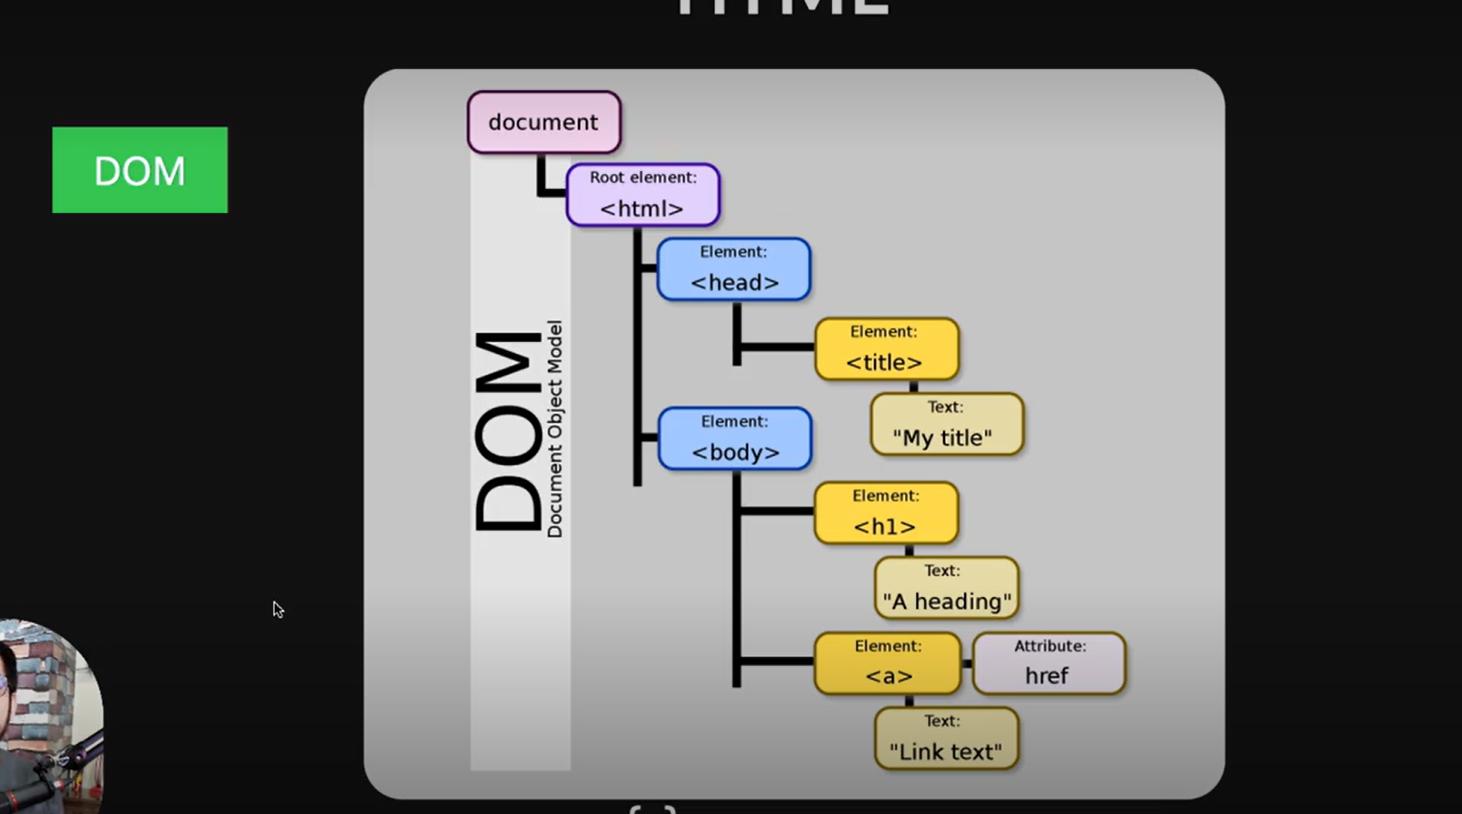 HTML
DOM
document
Root element:
<html>
Element:
<head>
Element:
<title>
Text:
"My title"
Element:
<body>
Element:
<h1>
Text:
"A heading"
Element:
<a>
Attribute:
href
Text:
"Link text"
DOM
Document Object Model